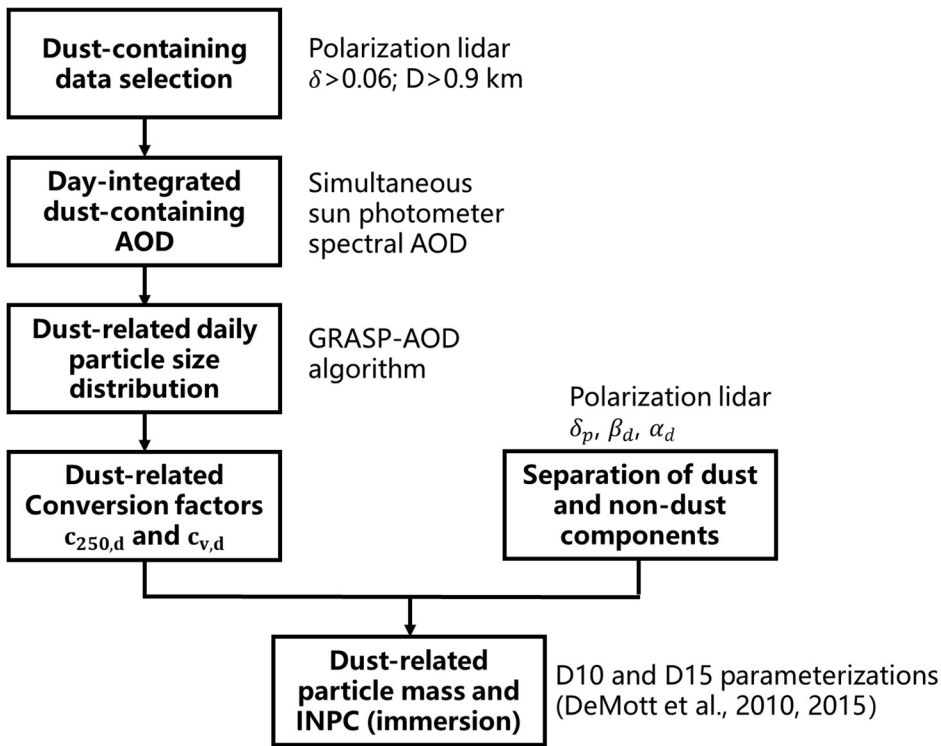 Dust-containing
data selection
Polarization lidar
δ>0.06; D>0.9 km
Day-integrated
dust-containing
AOD
Simultaneous
sun photometer
spectral AOD
Dust-related daily
particle size
distribution
GRASP-AOD
algorithm
Dust-related
Conversion factors
c₂₅₀,d and cᵥ,d
Polarization lidar
δₚ, β_d, α_d
Separation of dust
and non-dust
components
Dust-related
particle mass and
INPC (immersion)
D10 and D15 parameterizations
(DeMott et al., 2010, 2015)